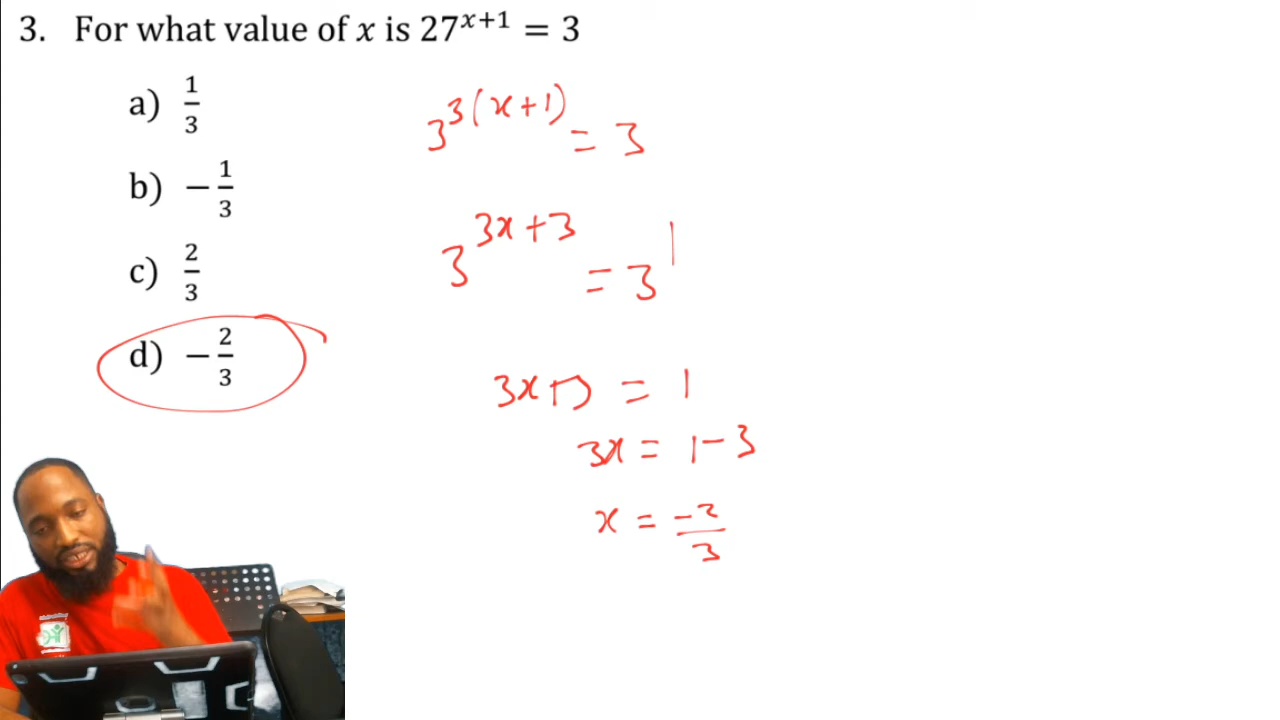 3. For what value of x is 27^{x+1} = 3
a) 1/3
b) −1/3
c) 2/3
d) −2/3
3^{3(x+1)} = 3
3^{3x+3} = 3^1
3x+3 = 1
3x = 1-3
x = -2/3